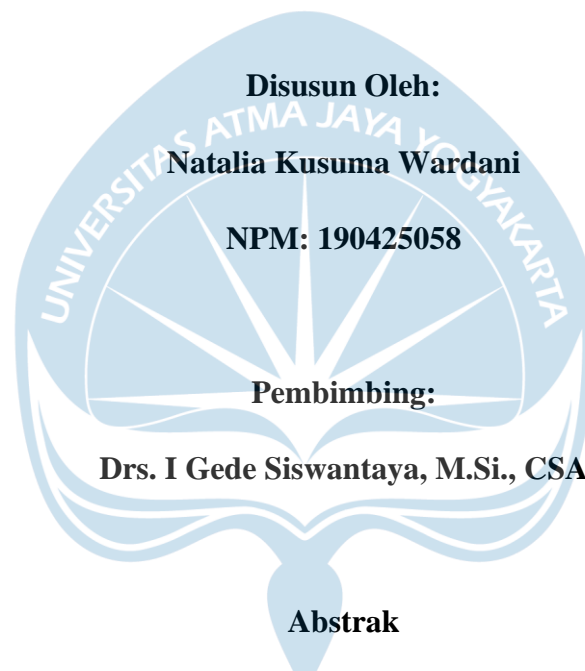 Disusun Oleh:
UNIVERSITAS ATMA JAYA YOGYAKARTA
Natalia Kusuma Wardani
NPM: 190425058
Pembimbing:
Drs. I Gede Siswantaya, M.Si., CSA
Abstrak